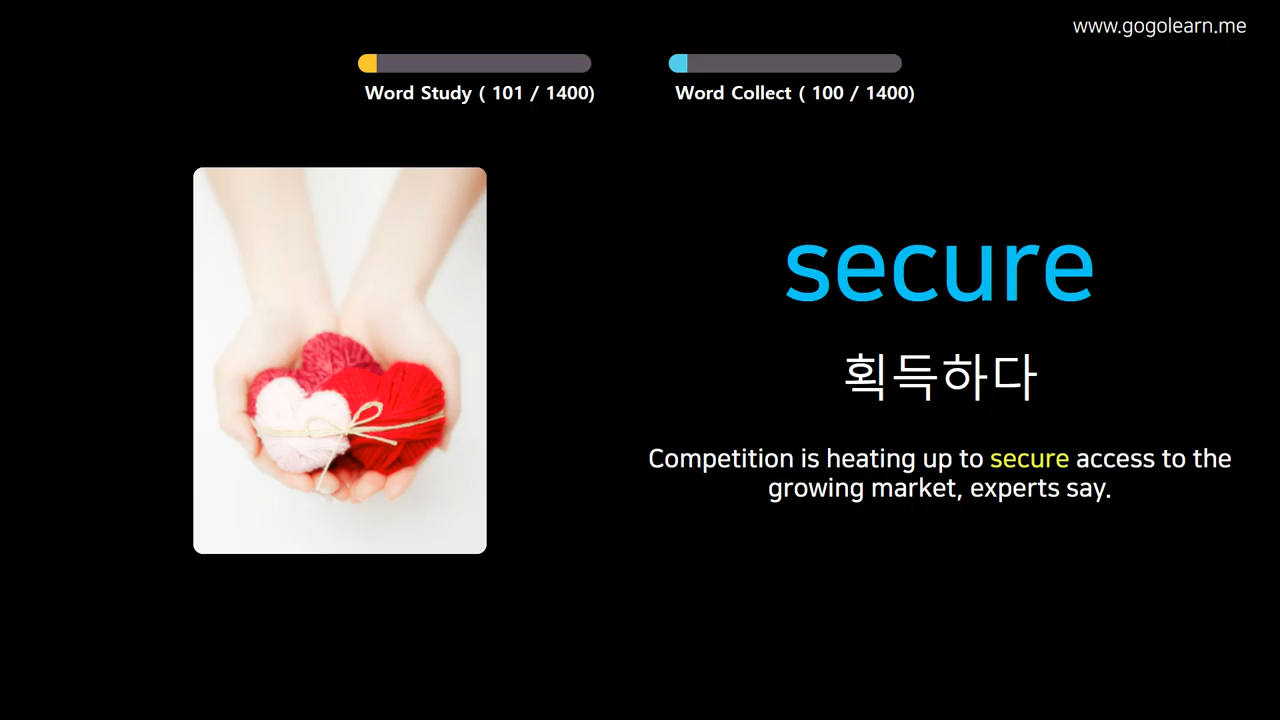 www.gogolearn.me
Word Study ( 101 / 1400)
Word Collect ( 100 / 1400)
secure
획득하다
Competition is heating up to secure access to the
growing market, experts say.